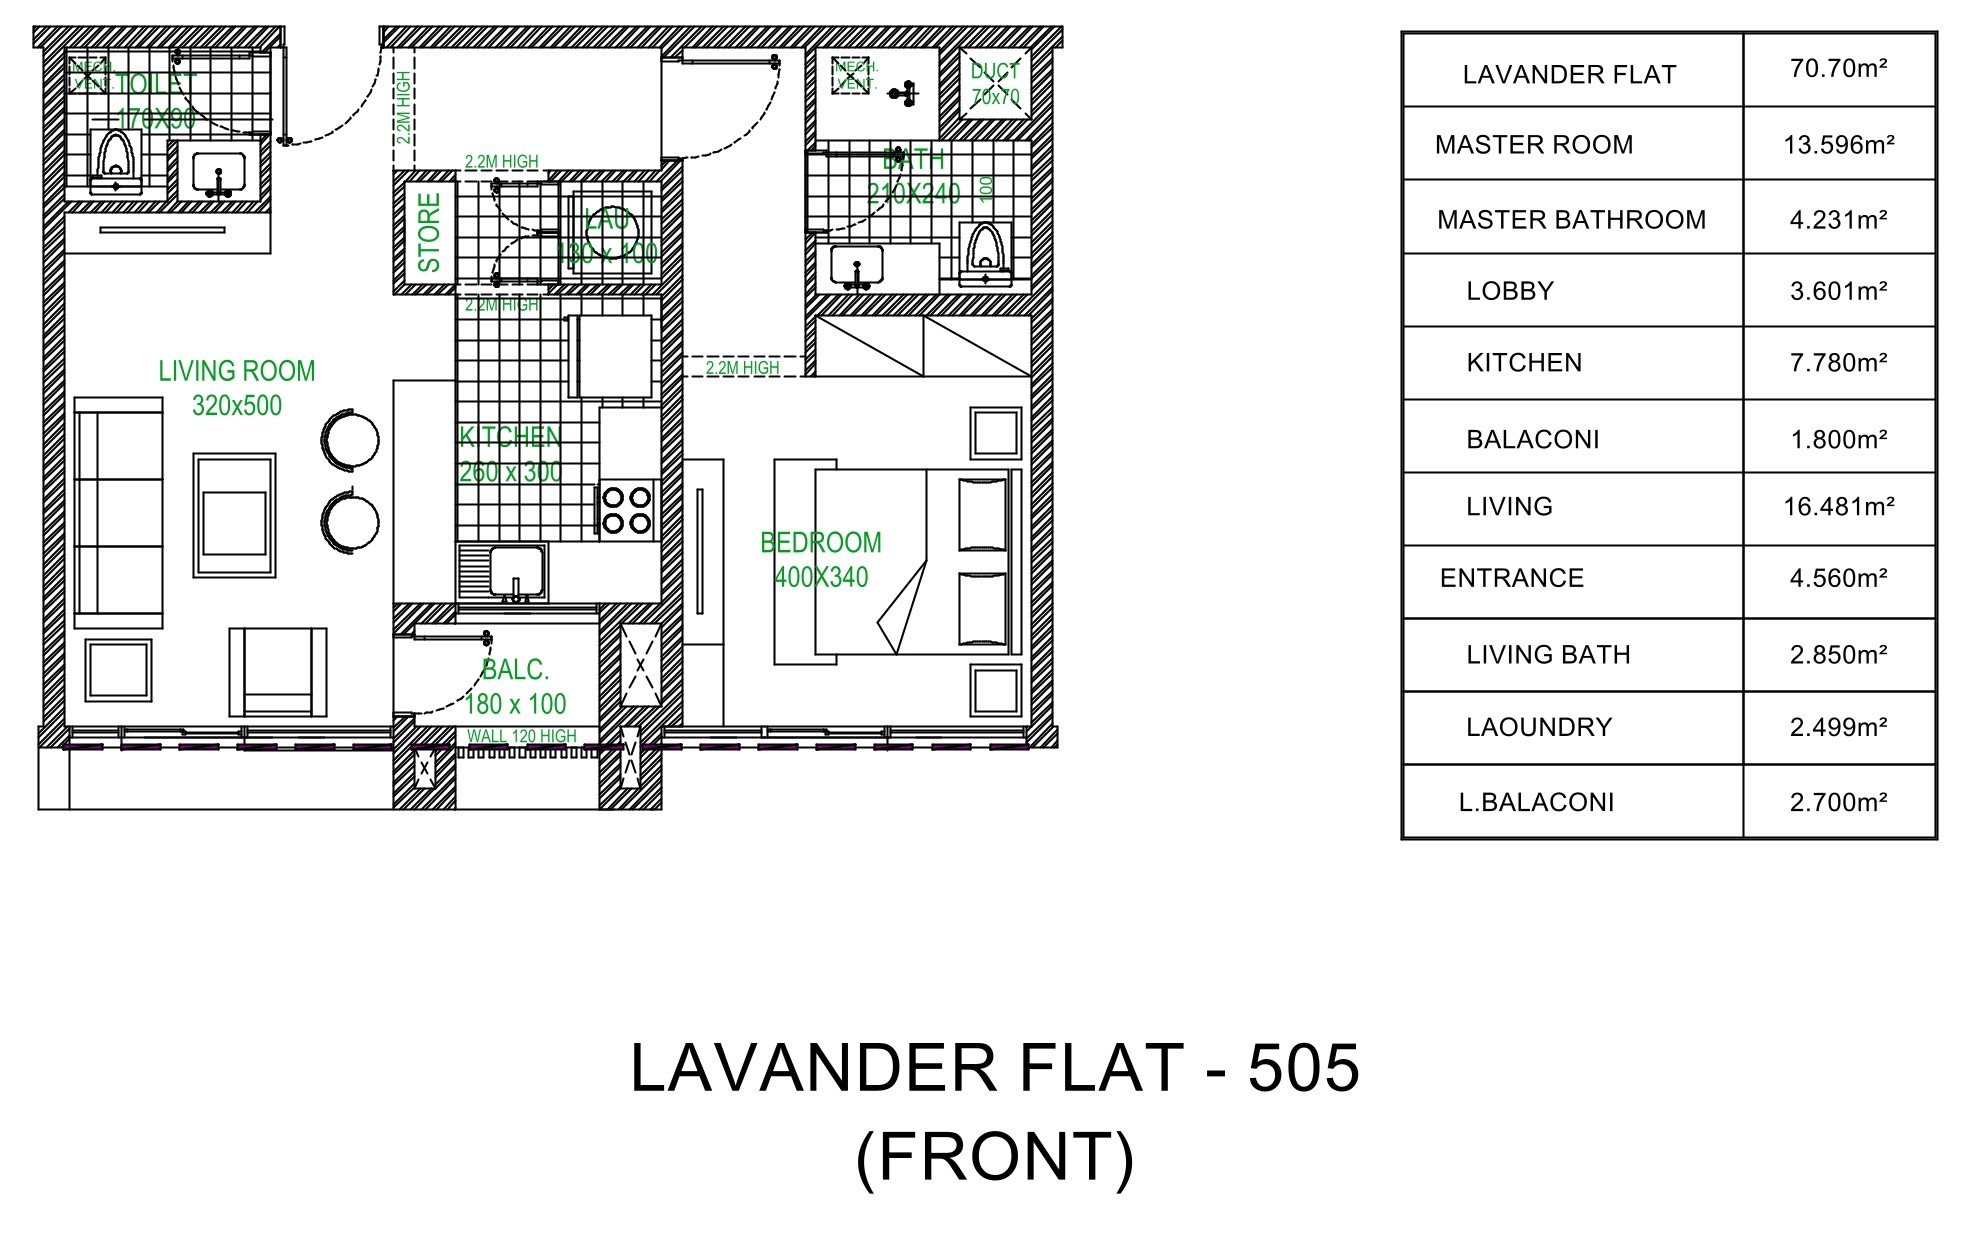 MECH.
VENT.
TOILET
170X90
2.2M HIGH
2.2M HIGH
STORE
LAU
130 x 100
2.2M HIGH
MECH.
VENT.
DUCT
70x70
BATH
210X240
100
LIVING ROOM
320x500
2.2M HIGH
KITCHEN
260 x 300
BEDROOM
400X340
BALC.
180 x 100
WALL 120 HIGH
LAVANDER FLAT 70.70m²
MASTER ROOM 13.596m²
MASTER BATHROOM 4.231m²
LOBBY 3.601m²
KITCHEN 7.780m²
BALACONI 1.800m²
LIVING 16.481m²
ENTRANCE 4.560m²
LIVING BATH 2.850m²
LAOUNDRY 2.499m²
L.BALACONI 2.700m²
LAVANDER FLAT - 505
(FRONT)